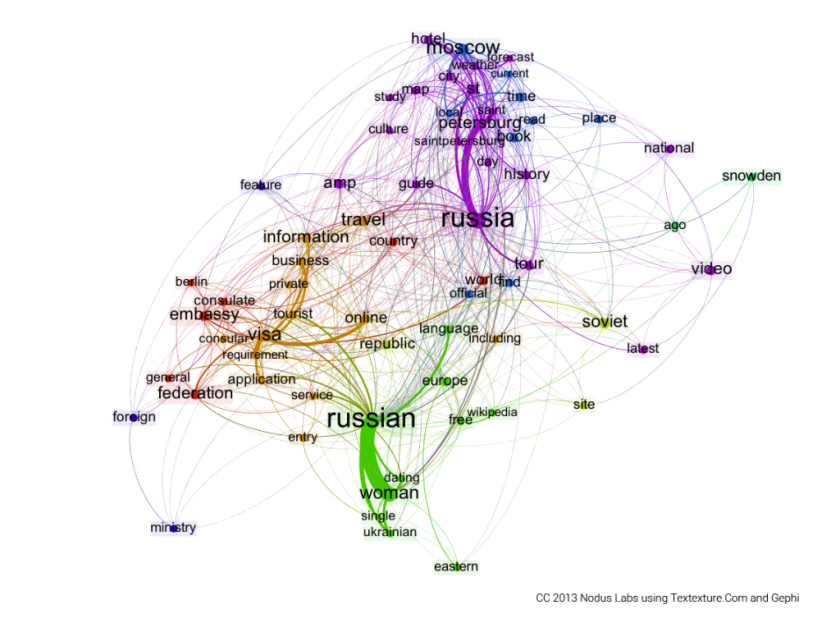 hotel
moscow
forecast
weather
city
current
map
st
study
time
local
saint
petersburg
read
place
culture
book
saintpetersburg
national
day
history
snowden
feature
amp
guide
travel
russia
ago
information
country
business
tour
video
berlin
private
world
find
official
consulate
embassy
tourist
online
soviet
visa
language
consular
republic
including
latest
requirement
general
application
europe
federation
service
site
foreign
russian
free
wikipedia
entry
dating
woman
single
ministry
ukrainian
eastern
CC 2013 Nodus Labs using Textexture.Com and Gephi